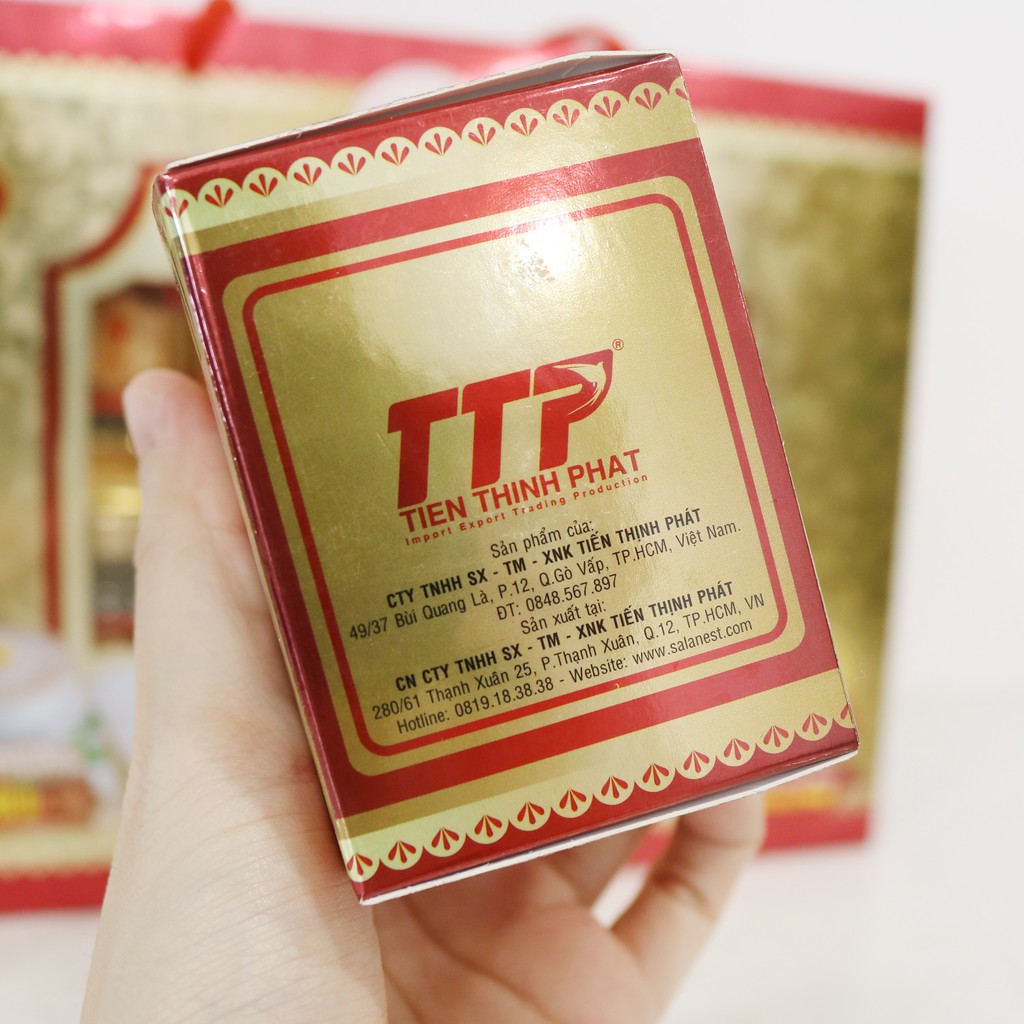 TTP®
TIEN THINH PHAT
Import Export Trading Production
Sản phẩm của:
CTY TNHH SX - TM - XNK TIẾN THỊNH PHÁT
49/37 Bùi Quang Là, P.12, Q.Gò Vấp, TP.HCM, Việt Nam.
ĐT: 0848.567.897
Sản xuất tại:
CN CTY TNHH SX - TM - XNK TIẾN THỊNH PHÁT
280/61 Thạnh Xuân 25, P.Thạnh Xuân, Q.12, TP.HCM, VN
Hotline: 0819.18.38.38 - Website: www.salanest.com